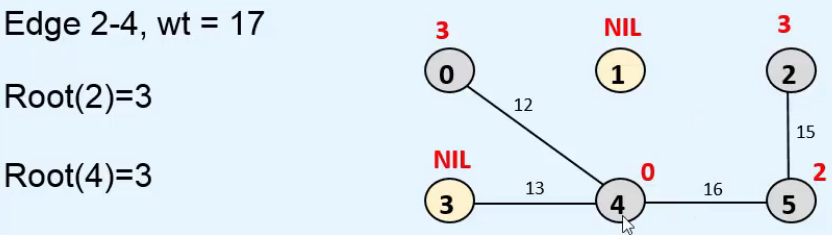 Edge 2-4, wt = 17
Root(2)=3
Root(4)=3
3
NIL
3
0
1
2
12
15
NIL
0
2
3
13
4
16
5